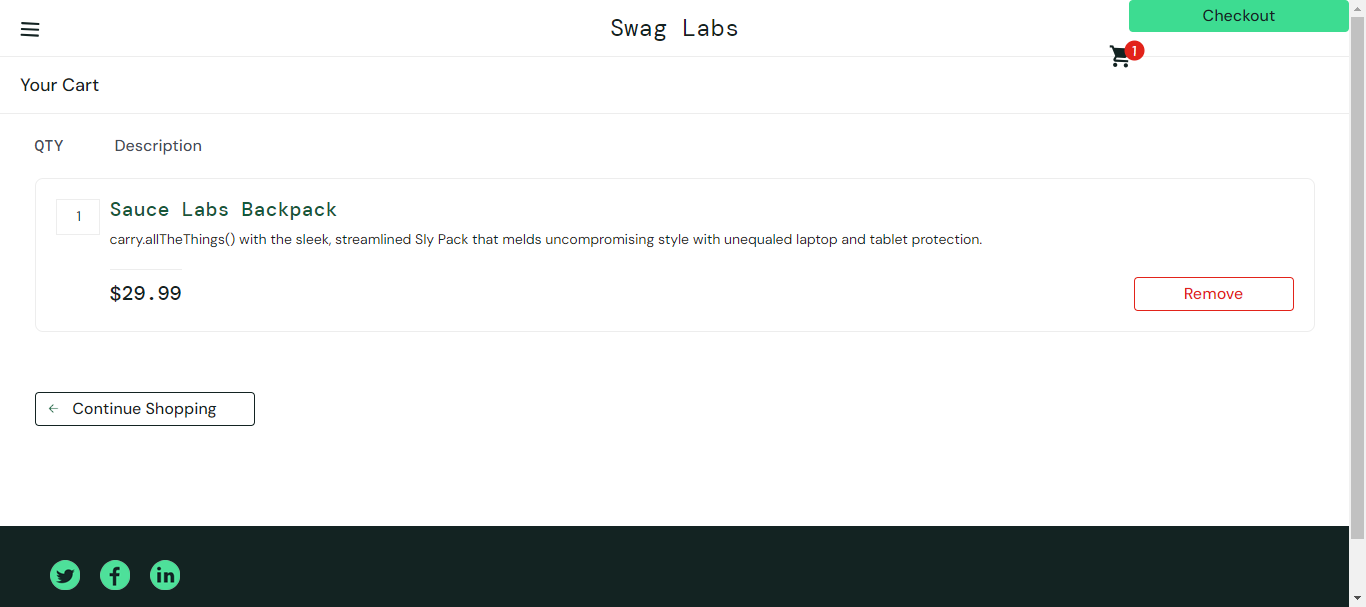 Swag Labs
Checkout
1
Your Cart
QTY Description
1 Sauce Labs Backpack
carry.allTheThings() with the sleek, streamlined Sly Pack that melds uncompromising style with unequaled laptop and tablet protection.
$29.99
Remove
← Continue Shopping